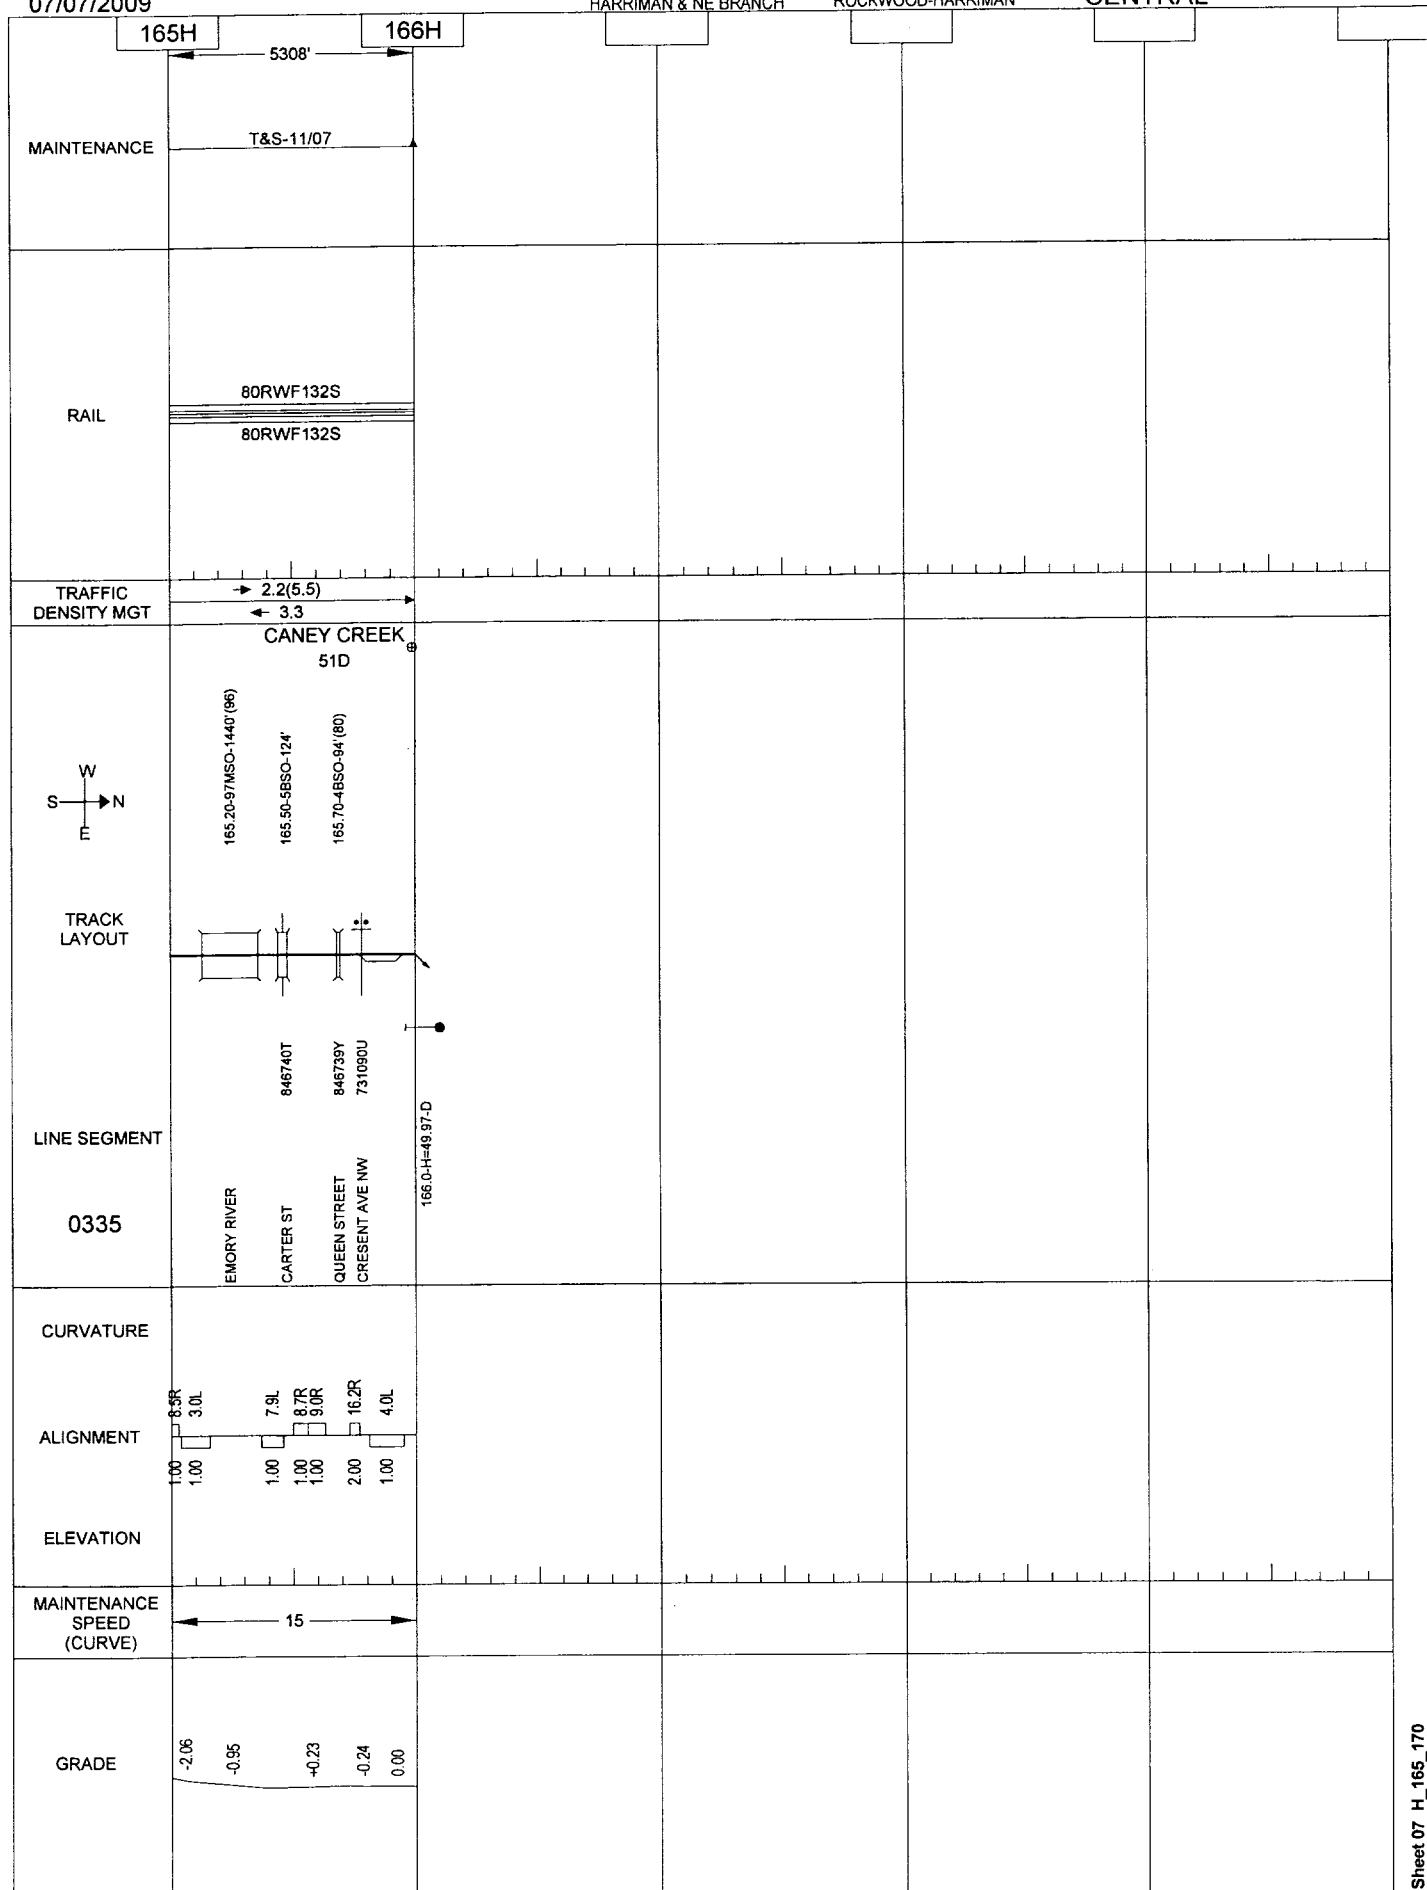 07/07/2009
HARRIMAN & NE BRANCH ROCKWOOD-HARRIMAN CENTRAL
165H 166H
5308'
MAINTENANCE
T&S-11/07
RAIL
80RWF132S
80RWF132S
TRAFFIC
DENSITY MGT
2.2(5.5)
3.3
CANEY CREEK
51D
165.20-97MSO-1440'(96)
165.50-5BSO-124'
165.70-4BSO-94'(80)
W
S N
E
TRACK
LAYOUT
846740T
846739Y
731090U
LINE SEGMENT
0335
166.0-H=49.97-D
EMORY RIVER
CARTER ST
QUEEN STREET
CRESENT AVE NW
CURVATURE
8.5R
3.0L
7.9L
8.7R
9.0R
16.2R
4.0L
ALIGNMENT
1.00
1.00
1.00
1.00
1.00
2.00
1.00
ELEVATION
MAINTENANCE
SPEED
(CURVE)
15
GRADE
-2.06
-0.95
+0.23
-0.24
0.00
Sheet 07 H_165_170